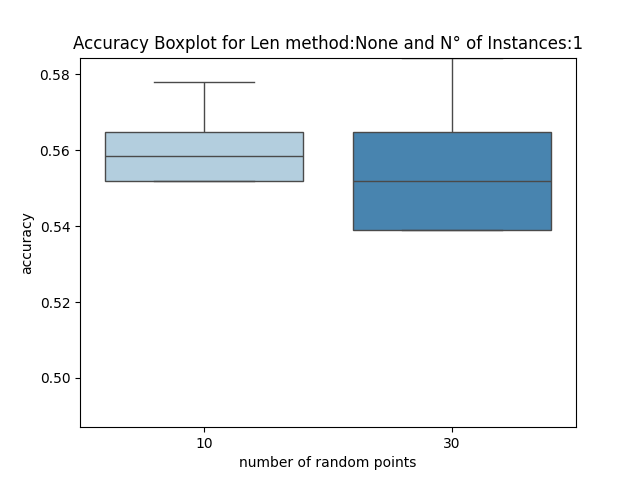 Accuracy Boxplot for Len method:None and N° of Instances:1
0.58
0.56
0.54
0.52
0.50
accuracy
10 30
number of random points